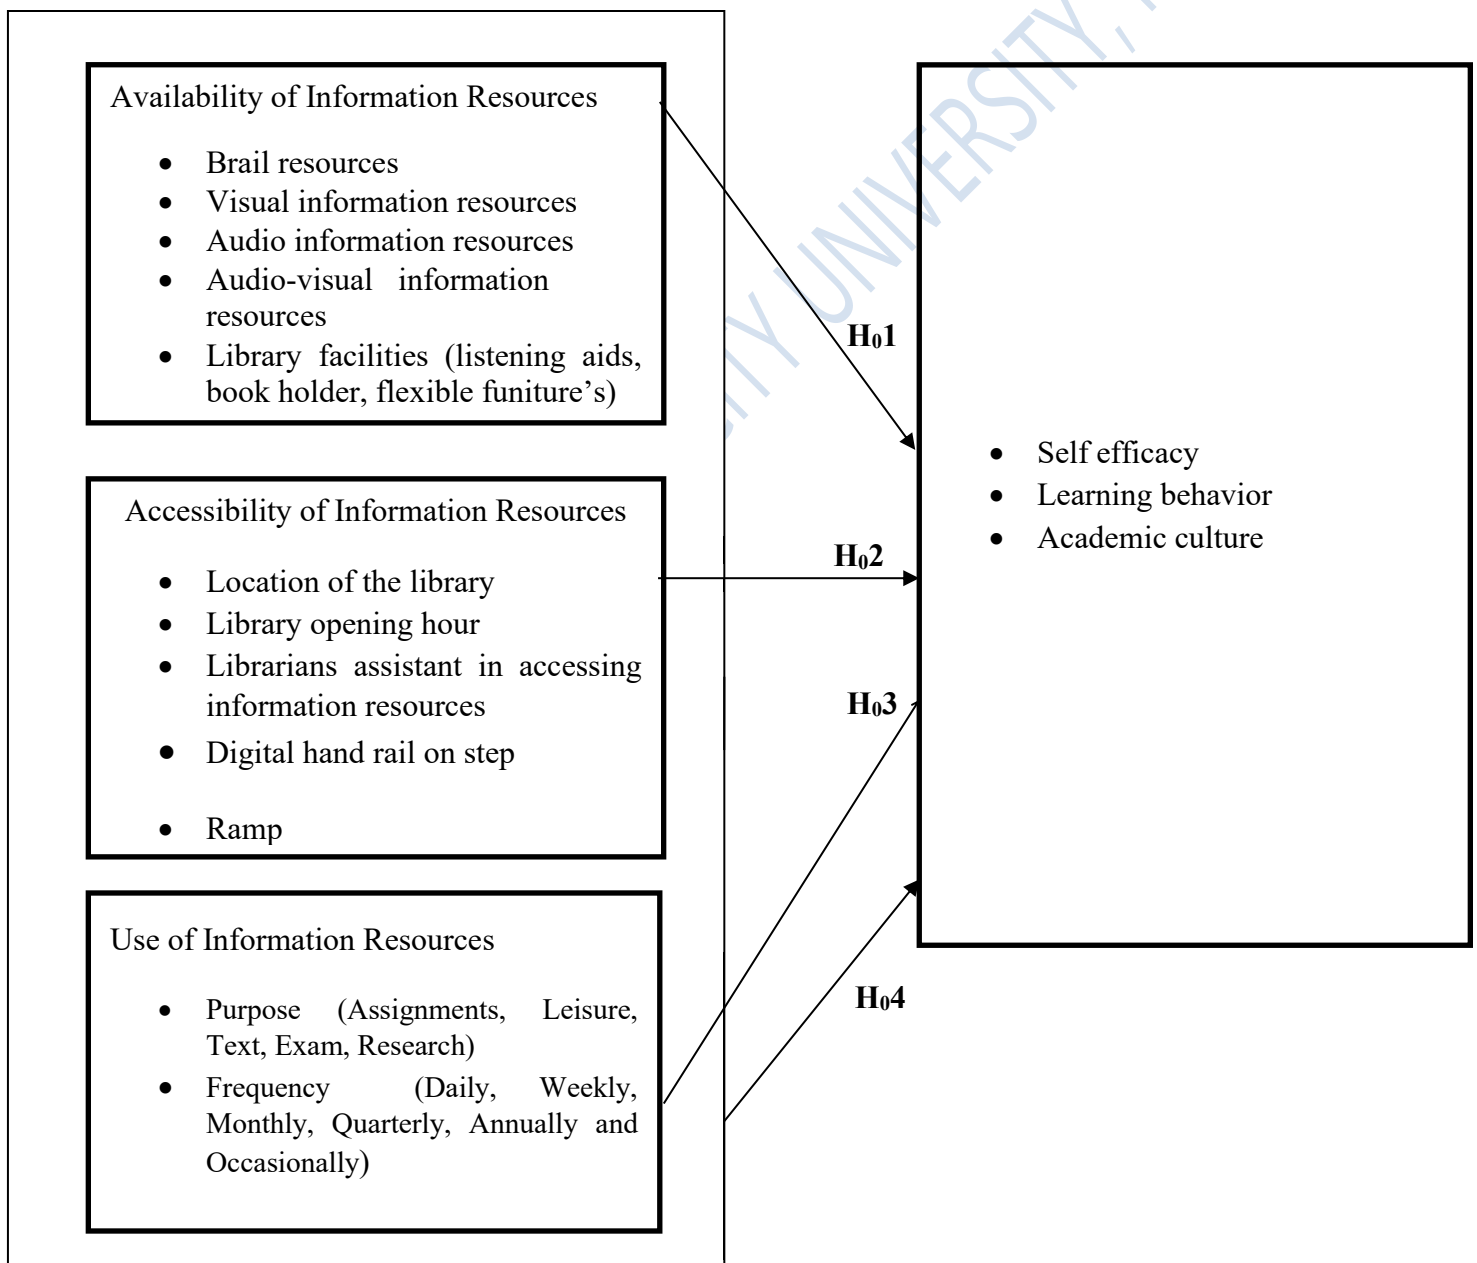 Availability of Information Resources
• Brail resources
• Visual information resources
• Audio information resources
• Audio-visual information
resources
• Library facilities (listening aids,
book holder, flexible funiture’s)
Accessibility of Information Resources
• Location of the library
• Library opening hour
• Librarians assistant in accessing
information resources
• Digital hand rail on step
• Ramp
Use of Information Resources
• Purpose (Assignments, Leisure,
Text, Exam, Research)
• Frequency (Daily, Weekly,
Monthly, Quarterly, Annually and
Occasionally)
H₀1
H₀2
H₀3
H₀4
• Self efficacy
• Learning behavior
• Academic culture
UNIVERSITY,